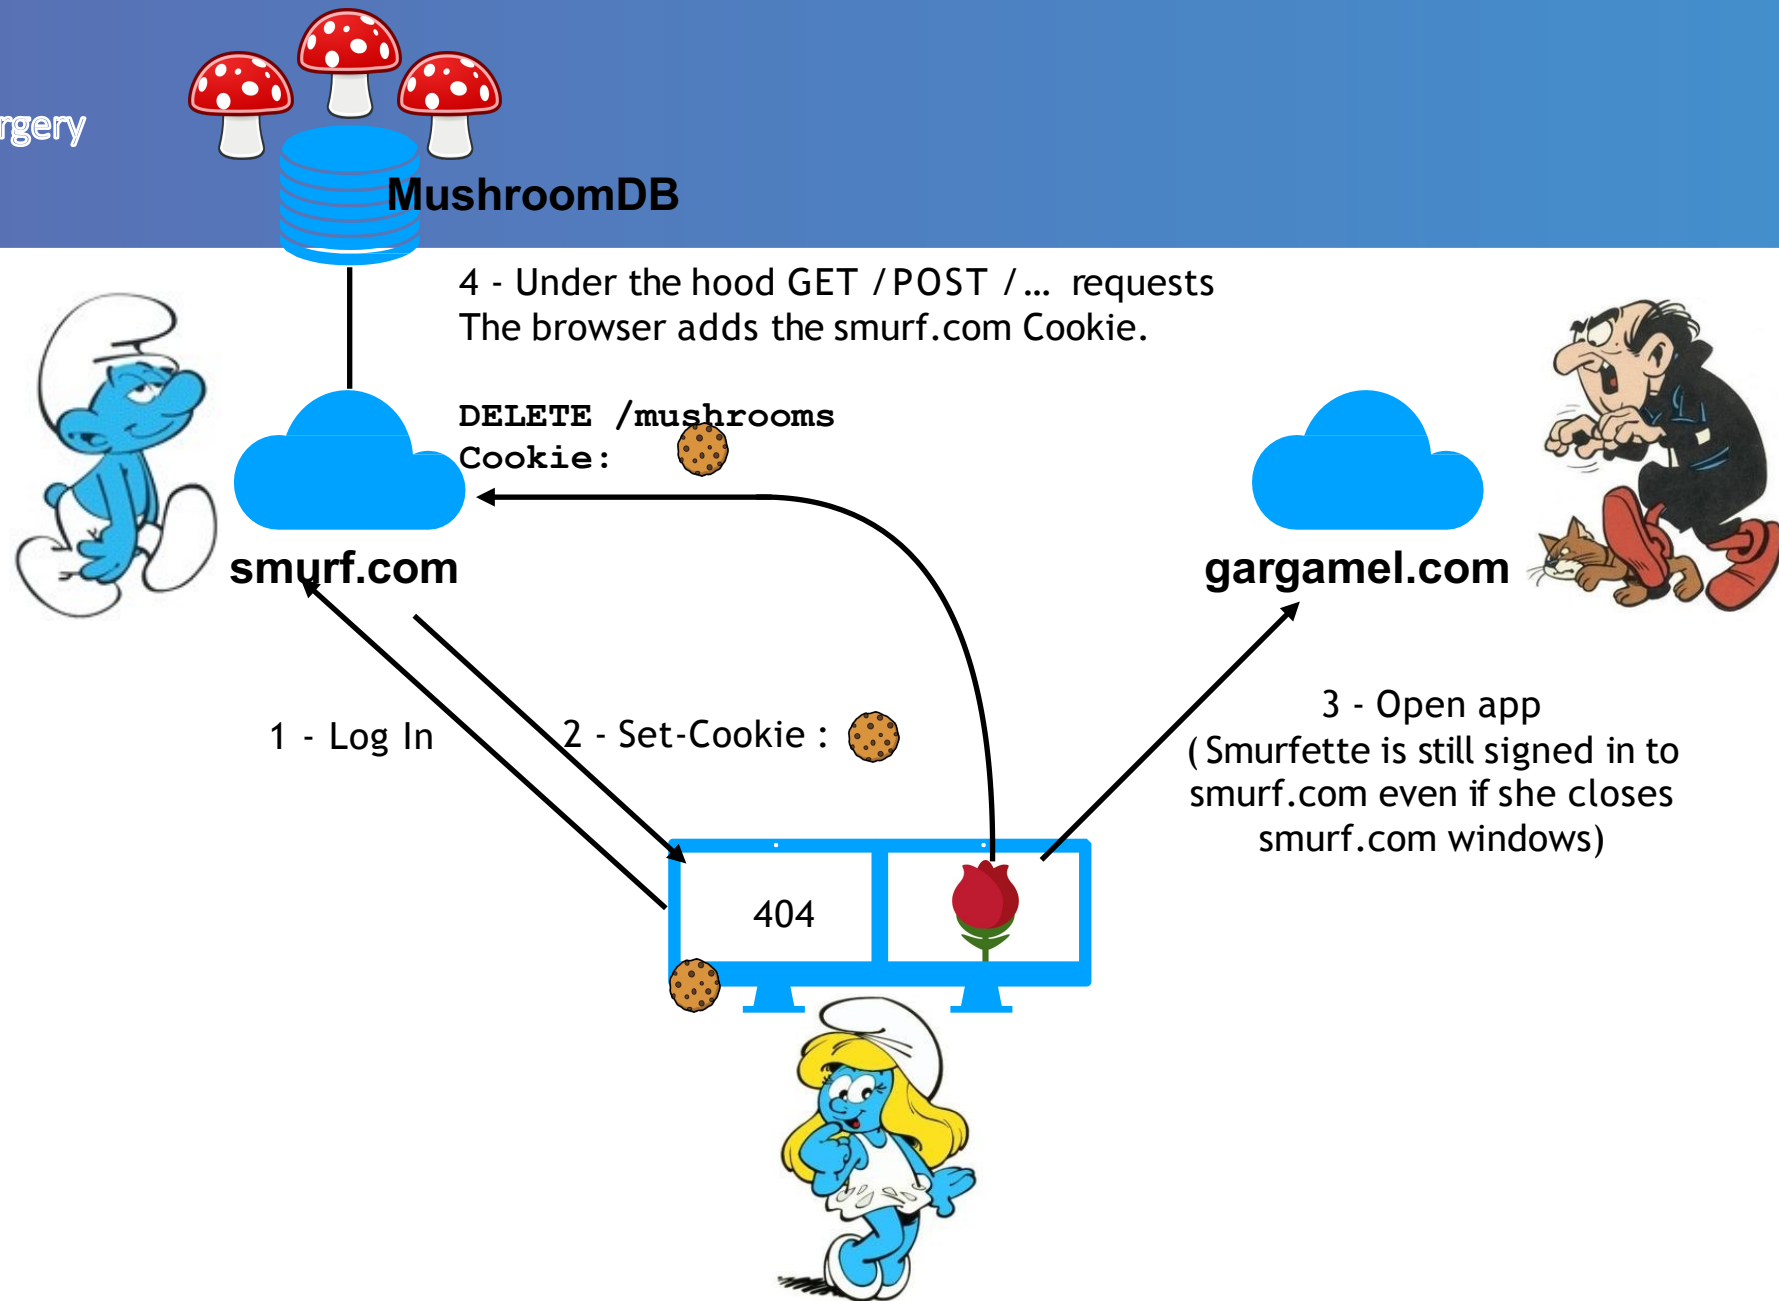 rgery
MushroomDB
4 - Under the hood GET / POST / … requests
The browser adds the smurf.com Cookie.
DELETE /mushrooms
Cookie:
smurf.com
gargamel.com
1 - Log In
2 - Set-Cookie :
3 - Open app
( Smurfette is still signed in to
smurf.com even if she closes
smurf.com windows)
404